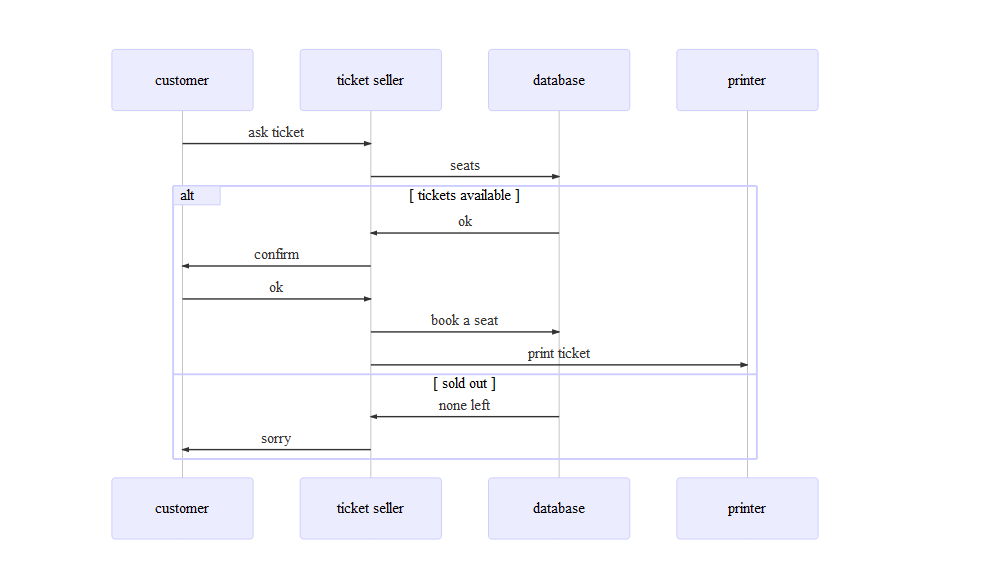 customer
ticket seller
database
printer
ask ticket
seats
alt
[ tickets available ]
ok
confirm
ok
book a seat
print ticket
[ sold out ]
none left
sorry
customer
ticket seller
database
printer